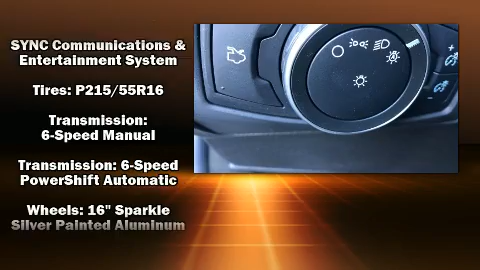 SYNC Communications &
Entertainment System
Tires: P215/55R16
Transmission:
6-Speed Manual
Transmission: 6-Speed
PowerShift Automatic
Wheels: 16" Sparkle
Silver Painted Aluminum